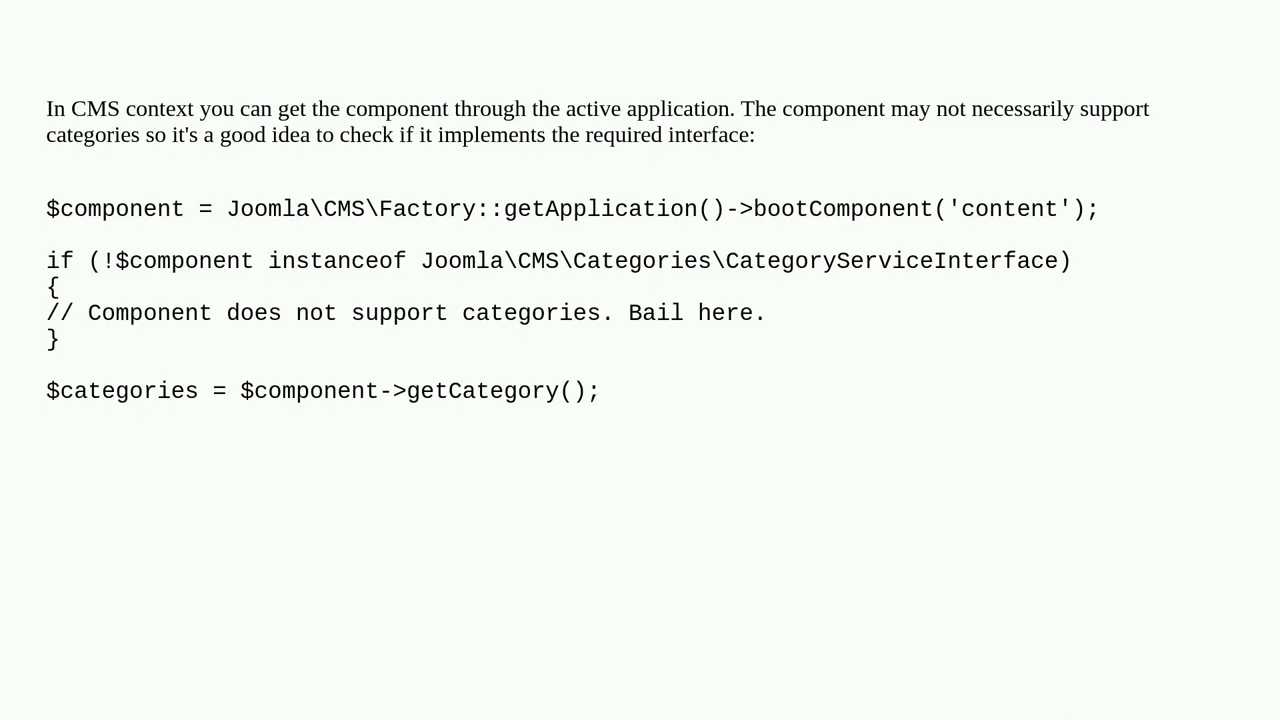 In CMS context you can get the component through the active application. The component may not necessarily support
categories so it's a good idea to check if it implements the required interface:
$component = Joomla\CMS\Factory::getApplication()->bootComponent('content');
if (!$component instanceof Joomla\CMS\Categories\CategoryServiceInterface)
{
// Component does not support categories. Bail here.
}
$categories = $component->getCategory();